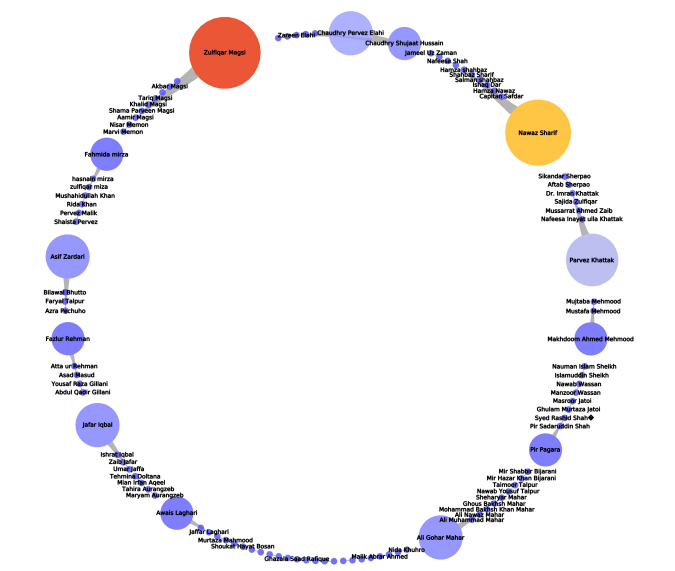 Zareen Elahi
Chaudhry Pervez Elahi
Chaudhry Shujaat Hussain
Jameel Uz Zaman
Nafeesa Shah
Hamza shahbaz
Shahbaz Sharif
Salman shahbaz
Ishaq Dar
Hamza Nawaz
Capitan Safdar
Nawaz Sharif
Sikandar Sherpao
Aftab Sherpao
Dr. Imran Khattak
Sajida Zulfiqar
Mussarrat Ahmed Zaib
Nafeesa Inayat ulla Khattak
Parvez Khattak
Mujtaba Mehmood
Mustafa Mehmood
Makhdoom Ahmed Mehmood
Nauman Islam Sheikh
Islamuddin Sheikh
Nawab Wassan
Manzoor Wassan
Masroor Jatoi
Ghulam Murtaza Jatoi
Syed Rashid Shah�
Pir Sadaruddin Shah
Pir Pagara
Mir Shabbir Bijarani
Mir Hazar Khan Bijarani
Taimoor Talpur
Nawab Yousuf Talpur
Sheharyar Mahar
Ghous Bakhsh Mahar
Mohammad Bakhsh Khan Mahar
Ali Nawaz Mahar
Ali Muhammad Mahar
Ali Gohar Mahar
Nida Khuhro
Malik Abrar Ahmed
Ghazala Saad Rafique
Shoukat Hayat Bosan
Murtaza Mahmood
Jaffar Laghari
Awais Laghari
Maryam Aurangzeb
Tahira Aurangzeb
Mian Irfan Aqeel
Tehmina Doltana
Umar Jaffa
Zaib Jafar
Ishrat Iqbal
Jafar Iqbal
Abdul Qadir Gillani
Yousaf Raza Gillani
Asad Masud
Atta ur Rehman
Fazlur Rehman
Azra Pechuho
Faryal Talpur
Bilawal Bhutto
Asif Zardari
Shaista Pervez
Pervez Malik
Rida Khan
Mushahidullah Khan
zulfiqar miza
hasnain mirza
Fahmida mirza
Marvi Memon
Nisar Memon
Aamir Magsi
Shama Parveen Magsi
Khalid Magsi
Tariq Magsi
Akbar Magsi
Zulfiqar Magsi